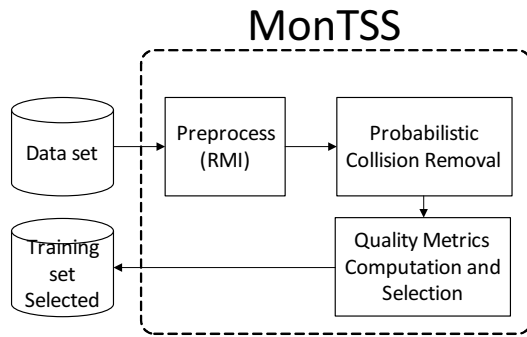 MonTSS
Data set
Preprocess
(RMI)
Probabilistic
Collision Removal
Quality Metrics
Computation and
Selection
Training
set
Selected